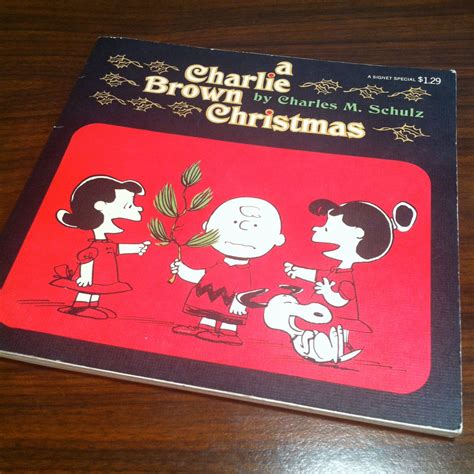 a
Charlie
Brown
Christmas
by Charles M. Schulz
A SIGNET SPECIAL $1.29